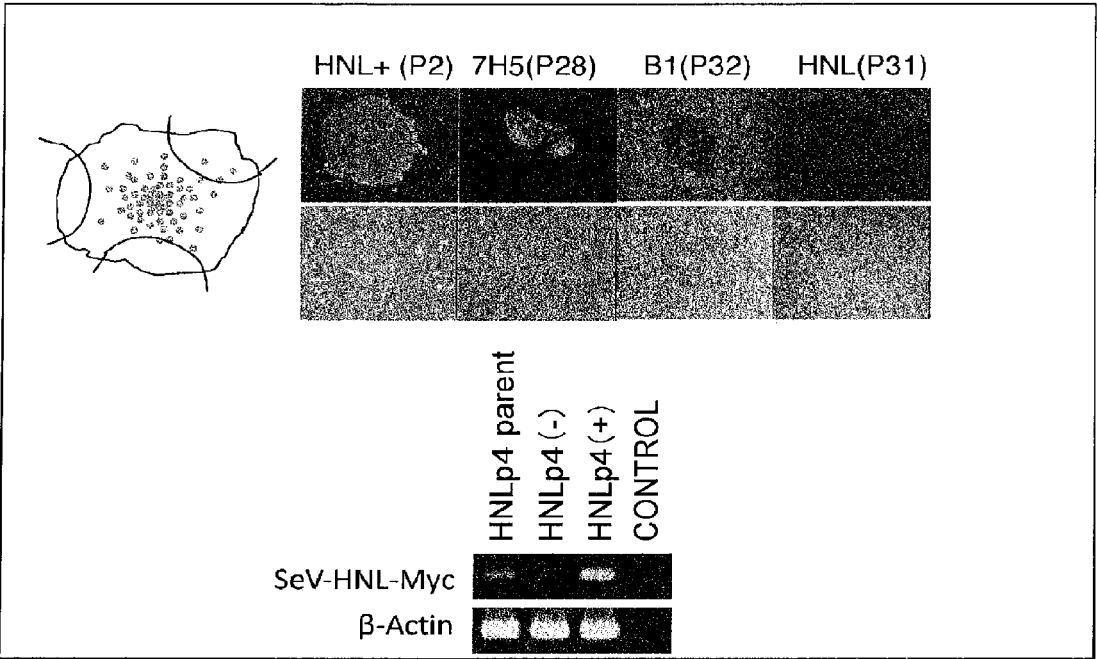 HNL+ (P2) 7H5(P28) B1(P32) HNL(P31)
HNLp4 parent
HNLp4 (-)
HNLp4 (+)
CONTROL
SeV-HNL-Myc
β-Actin